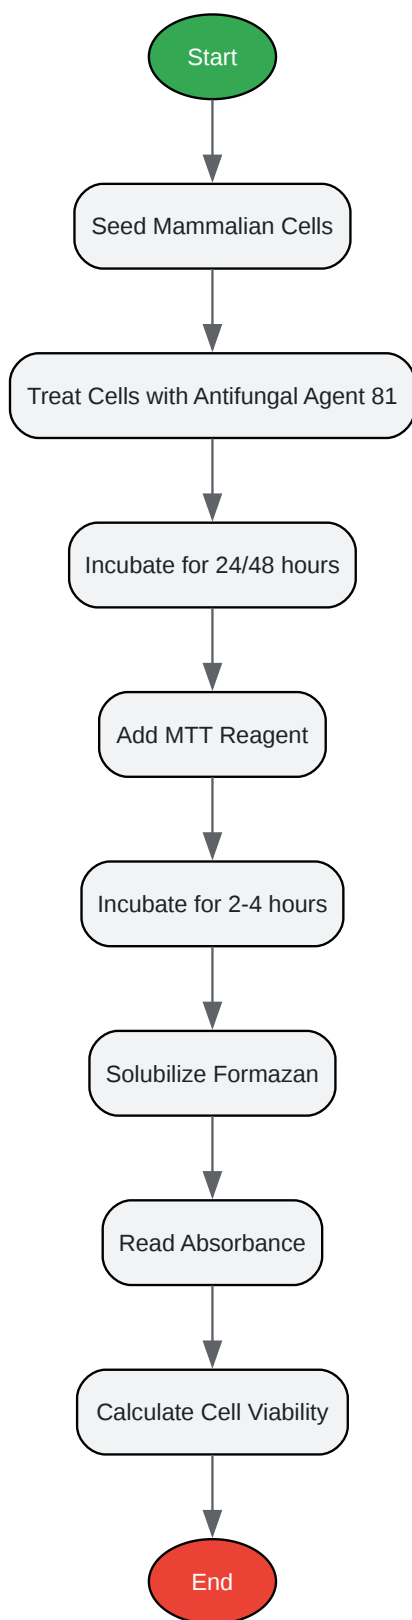 Start
Seed Mammalian Cells
Treat Cells with Antifungal Agent 81
Incubate for 24/48 hours
Add MTT Reagent
Incubate for 2-4 hours
Solubilize Formazan
Read Absorbance
Calculate Cell Viability
End